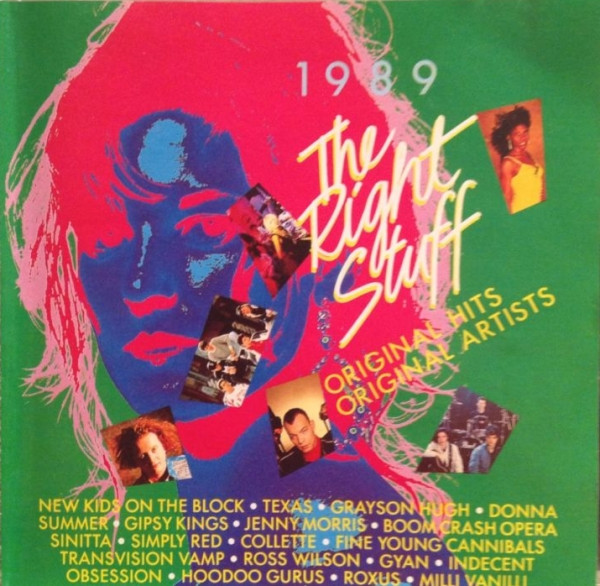 1989
The
Right
Stuff
ORIGINAL HITS
ORIGINAL ARTISTS
NEW KIDS ON THE BLOCK • TEXAS • GRAYSON HUGH • DONNA
SUMMER • GIPSY KINGS • JENNY MORRIS • BOOM CRASH OPERA
SINITTA • SIMPLY RED • COLLETTE • FINE YOUNG CANNIBALS
TRANSVISION VAMP • ROSS WILSON • GYAN • INDECENT
OBSESSION • HOODOO GURUS • ROXUS • MILLI VANILLI